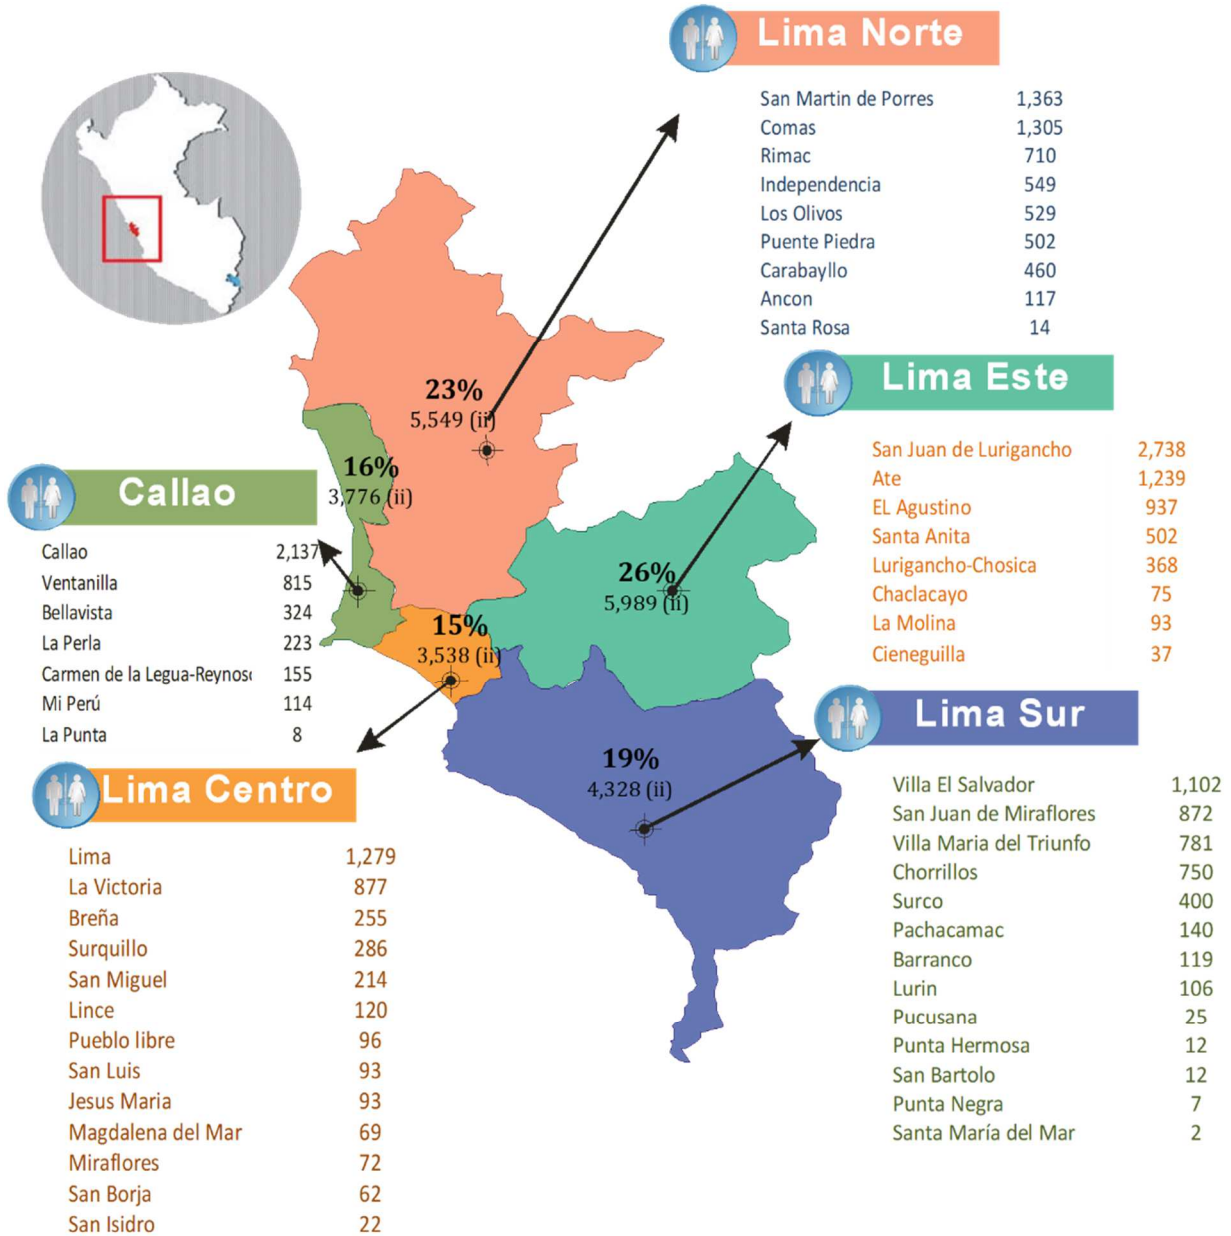 Lima Norte
San Martin de Porres 1,363
Comas 1,305
Rimac 710
Independencia 549
Los Olivos 529
Puente Piedra 502
Carabayllo 460
Ancon 117
Santa Rosa 14
23%
5,549 (ii)
Lima Este
San Juan de Lurigancho 2,738
Ate 1,239
EL Agustino 937
Santa Anita 502
Lurigancho-Chosica 368
Chaclacayo 75
La Molina 93
Cieneguilla 37
16%
3,776 (ii)
Callao
Callao 2,137
Ventanilla 815
Bellavista 324
La Perla 223
Carmen de la Legua-Reynoso 155
Mi Perú 114
La Punta 8
26%
5,989 (ii)
15%
3,538 (ii)
Lima Sur
Villa El Salvador 1,102
San Juan de Miraflores 872
Villa Maria del Triunfo 781
Chorrillos 750
Surco 400
Pachacamac 140
Barranco 119
Lurin 106
Pucusana 25
Punta Hermosa 12
San Bartolo 12
Punta Negra 7
Santa María del Mar 2
19%
4,328 (ii)
Lima Centro
Lima 1,279
La Victoria 877
Breña 255
Surquillo 286
San Miguel 214
Lince 120
Pueblo libre 96
San Luis 93
Jesus Maria 93
Magdalena del Mar 69
Miraflores 72
San Borja 62
San Isidro 22